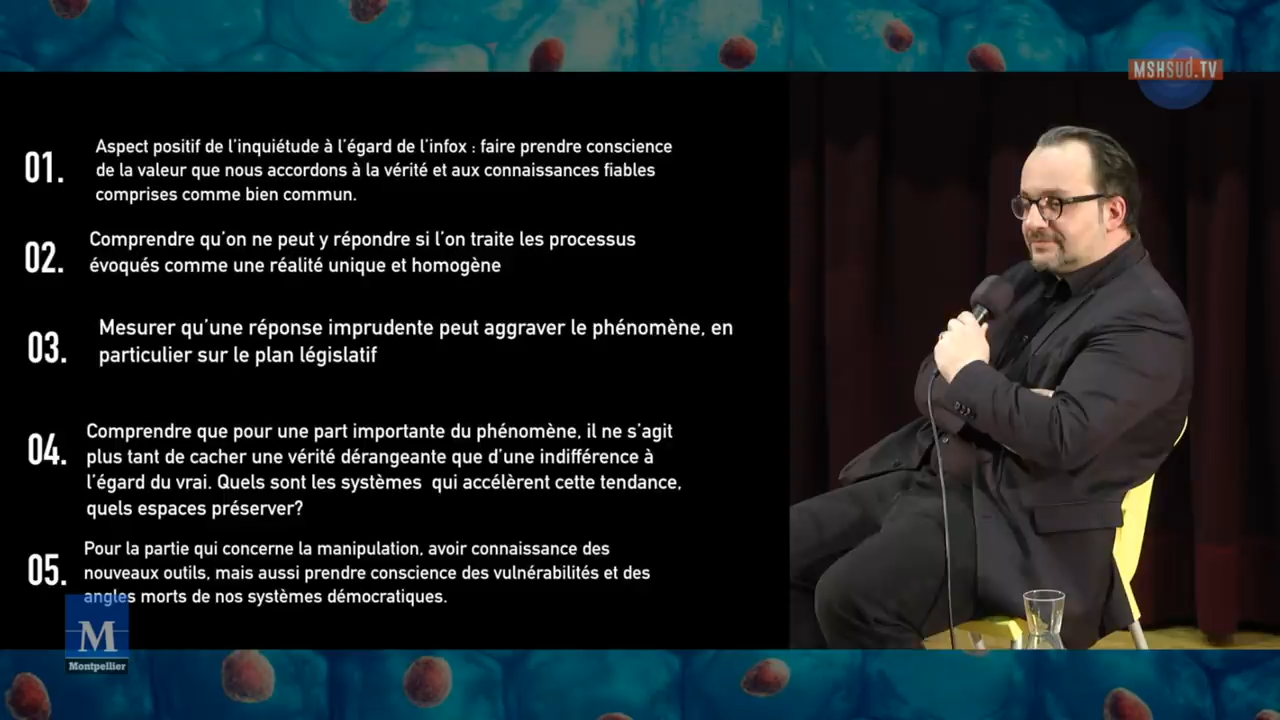 MSHSUD.TV
01.
Aspect positif de l'inquiétude à l'égard de l'infox : faire prendre conscience
de la valeur que nous accordons à la vérité et aux connaissances fiables
comprises comme bien commun.
02.
Comprendre qu'on ne peut y répondre si l'on traite les processus
évoqués comme une réalité unique et homogène
03.
Mesurer qu'une réponse imprudente peut aggraver le phénomène, en
particulier sur le plan législatif
04.
Comprendre que pour une part importante du phénomène, il ne s'agit
plus tant de cacher une vérité dérangeante que d'une indifférence à
l'égard du vrai. Quels sont les systèmes qui accélèrent cette tendance,
quels espaces préserver?
05.
Pour la partie qui concerne la manipulation, avoir connaissance des
nouveaux outils, mais aussi prendre conscience des vulnérabilités et des
angles morts de nos systèmes démocratiques.
M
Montpellier